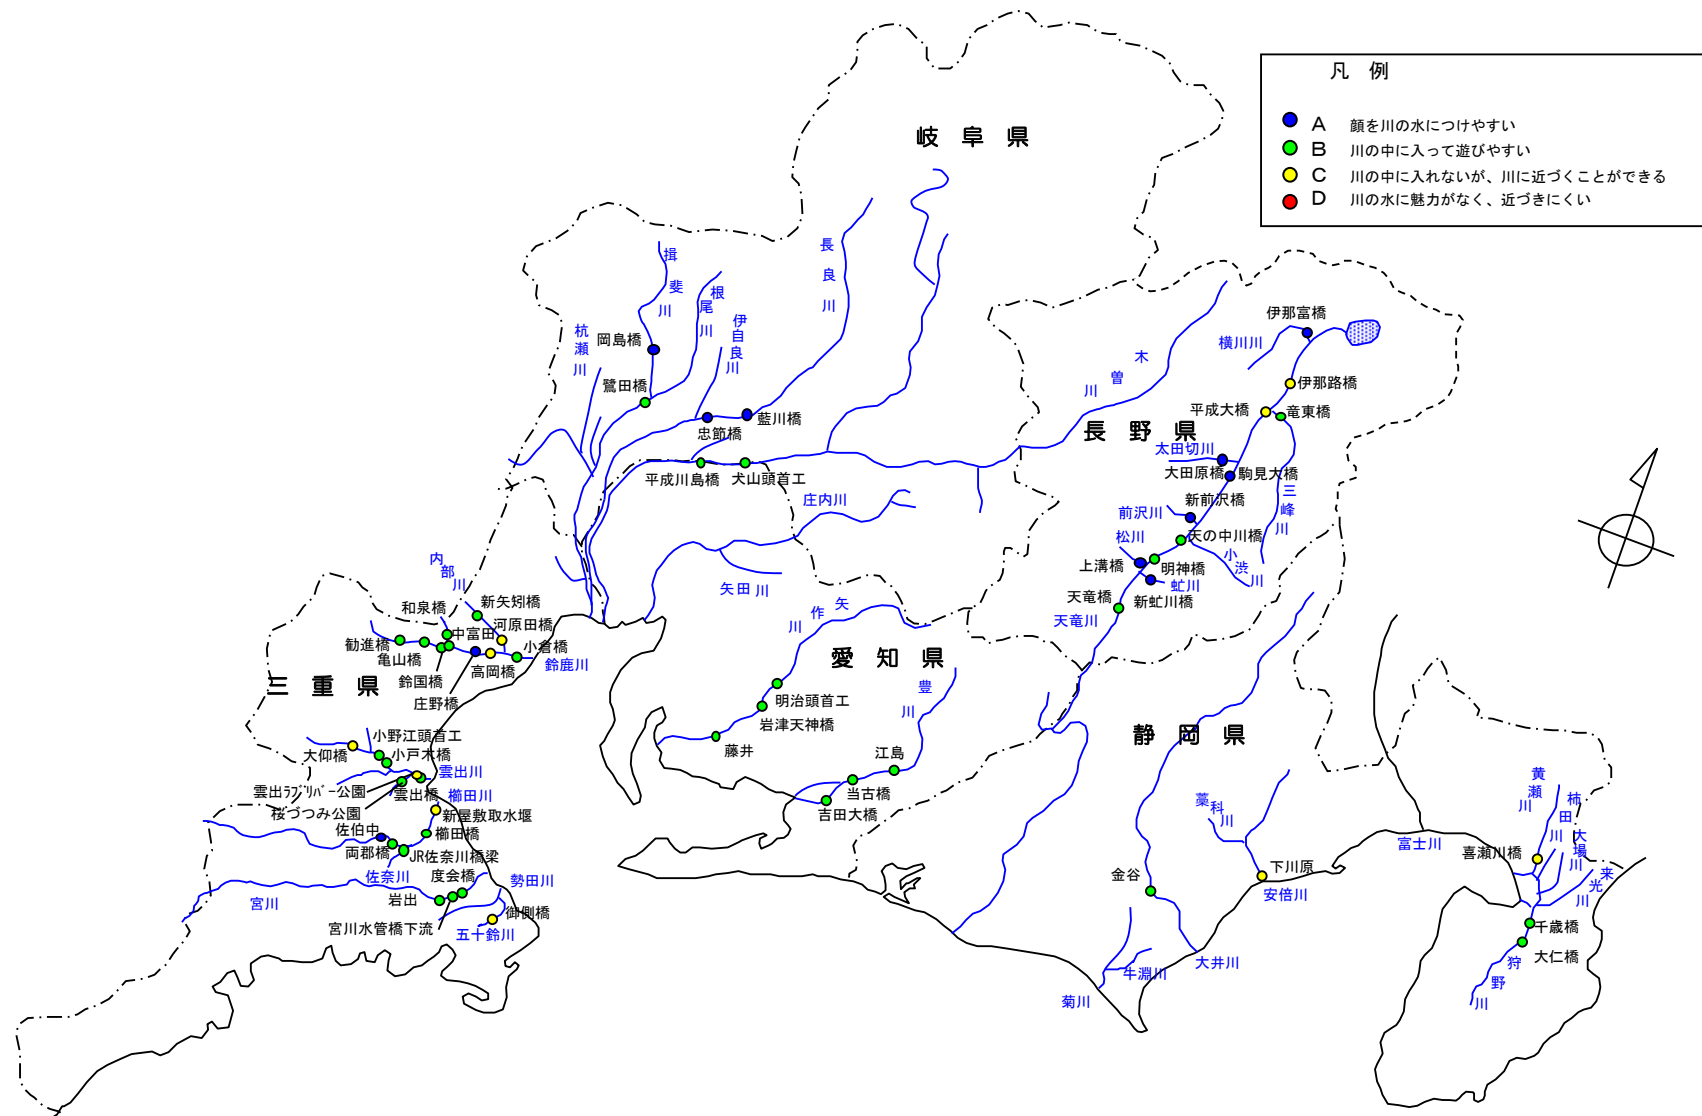 凡 例
A 顔を川の水につけやすい
B 川の中に入って遊びやすい
C 川の中に入れないが、川に近づくことができる
D 川の水に魅力がなく、近づきにくい
岐 阜 県
揖斐川
根尾川
伊自良川
長良川
杭瀬川
岡島橋
鷺田橋
忠節橋
藍川橋
平成川島橋
犬山頭首工
木曽川
長 野 県
伊那富橋
横川川
伊那路橋
平成大橋
竜東橋
太田切川
大田原橋
駒見大橋
三峰川
新前沢橋
前沢川
天の中川橋
松川
小渋川
上溝橋
明神橋
虻川
新虻川橋
天竜橋
天竜川
庄内川
矢田川
矢作川
愛 知 県
明治頭首工
岩津天神橋
藤井
豊川
江島
当古橋
吉田大橋
三 重 県
内部川
和泉橋
新矢矧橋
河原田橋
中富田
小倉橋
勧進橋
亀山橋
高岡橋
鈴鹿川
鈴国橋
庄野橋
小野江頭首工
大仰橋
小戸木橋
雲出川
雲出ラブリバー公園
雲出橋
桜づつみ公園
櫛田川
新屋敷取水堰
佐伯中
櫛田橋
両郡橋
JR佐奈川橋梁
佐奈川
度会橋
勢田川
宮川
岩出
御側橋
宮川水管橋下流
五十鈴川
静 岡 県
藁科川
金谷
下川原
安倍川
富士川
大井川
牛淵川
菊川
黄瀬川
柿田川
大場川
来光川
喜瀬川橋
千歳橋
大仁橋
狩野川